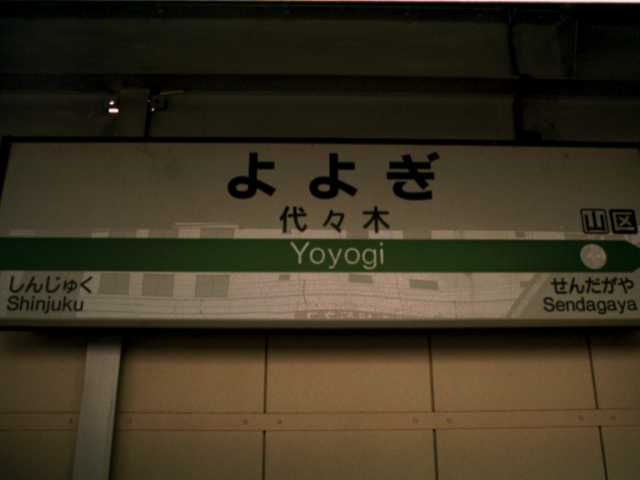 よよぎ
代々木
山 区
Yoyogi
しんじゅく
Shinjuku
せんだがや
Sendagaya